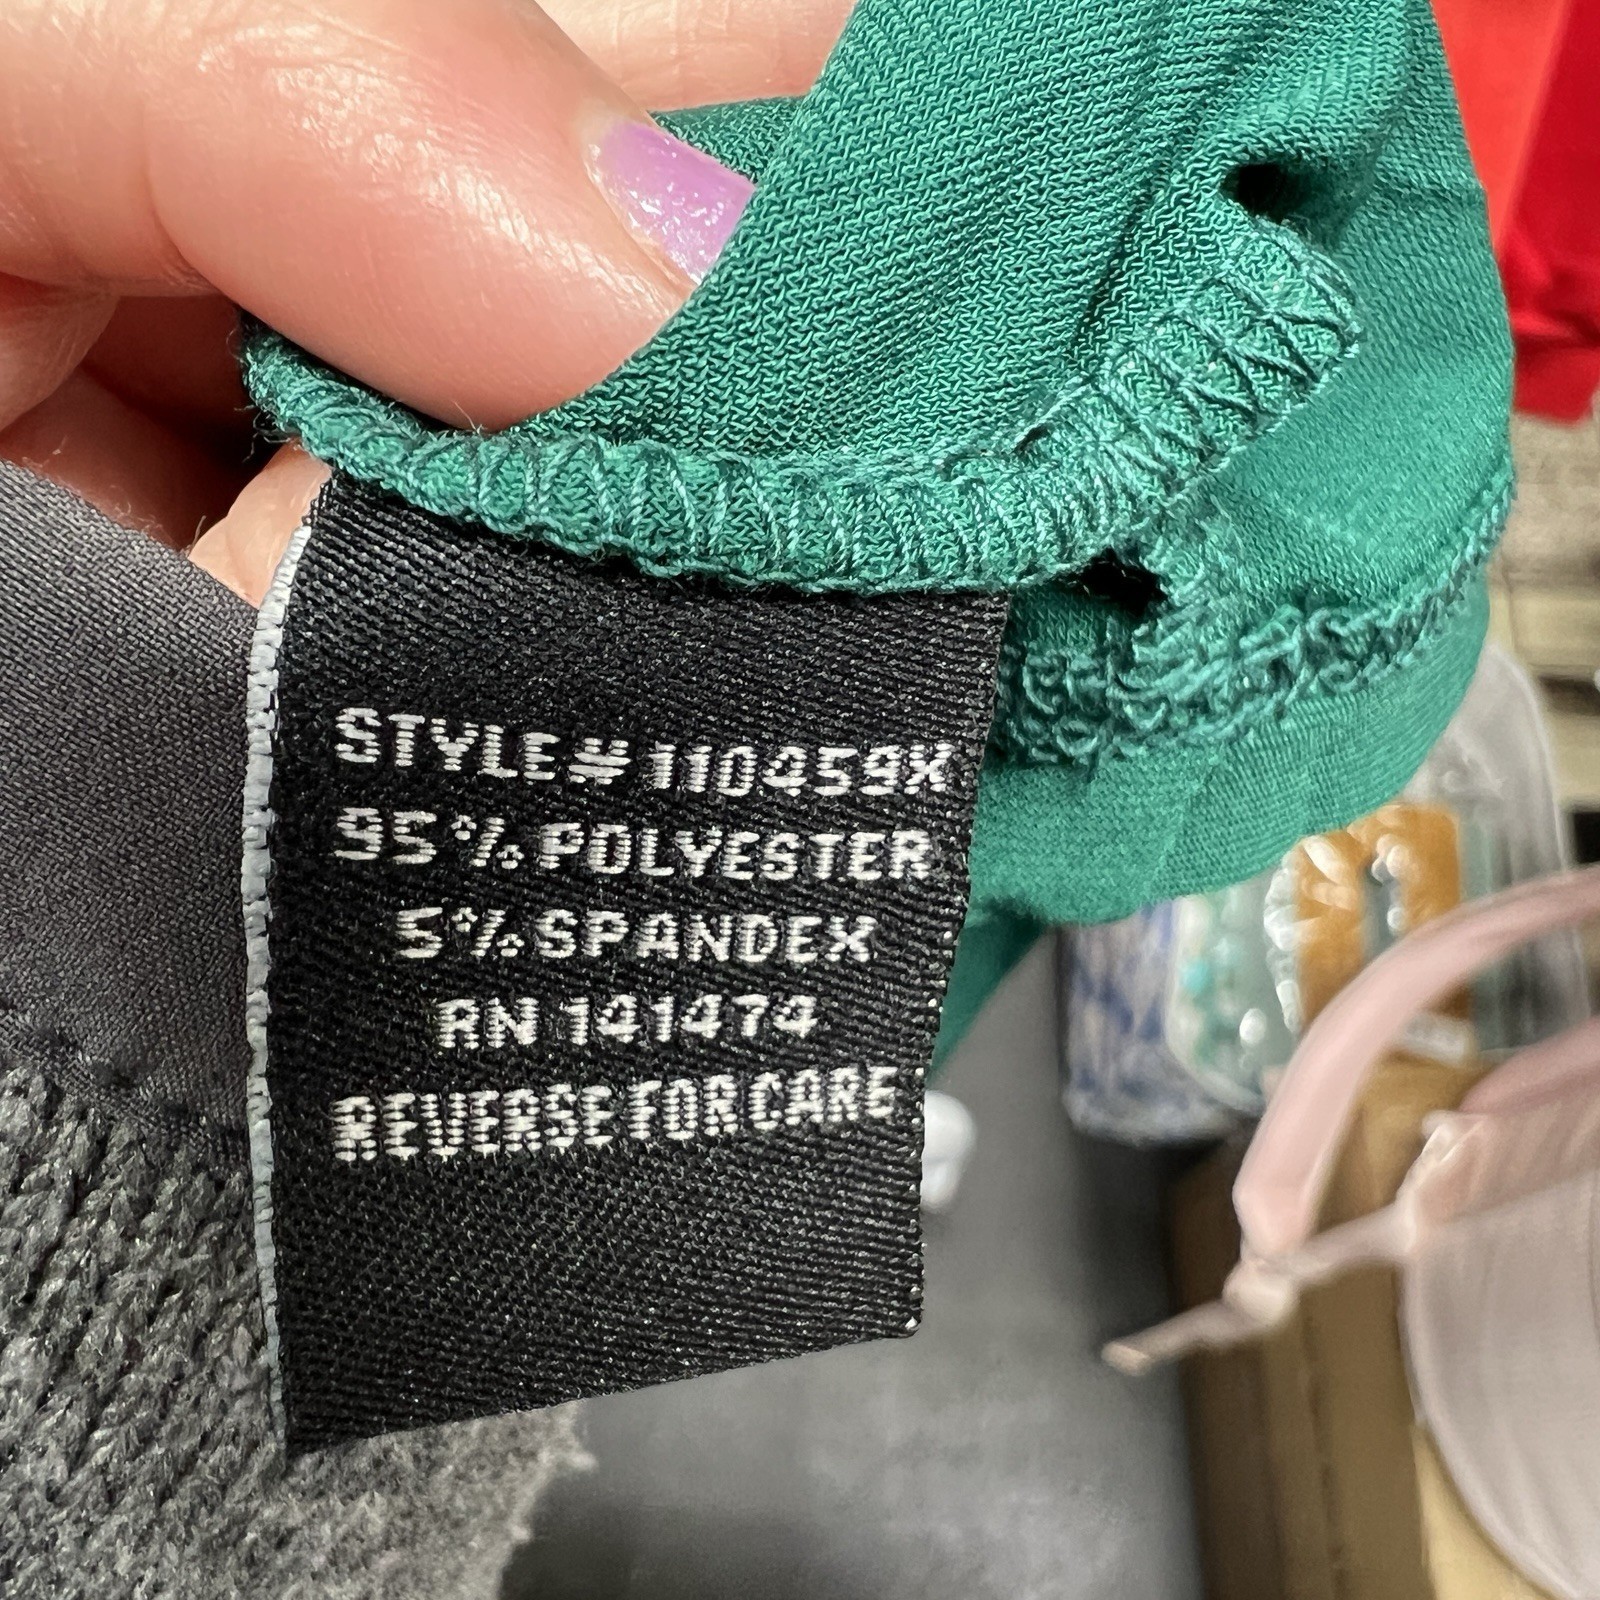 STYLE# 110459X
95% POLYESTER
5% SPANDEX
RN 141474
REVERSE FOR CARE